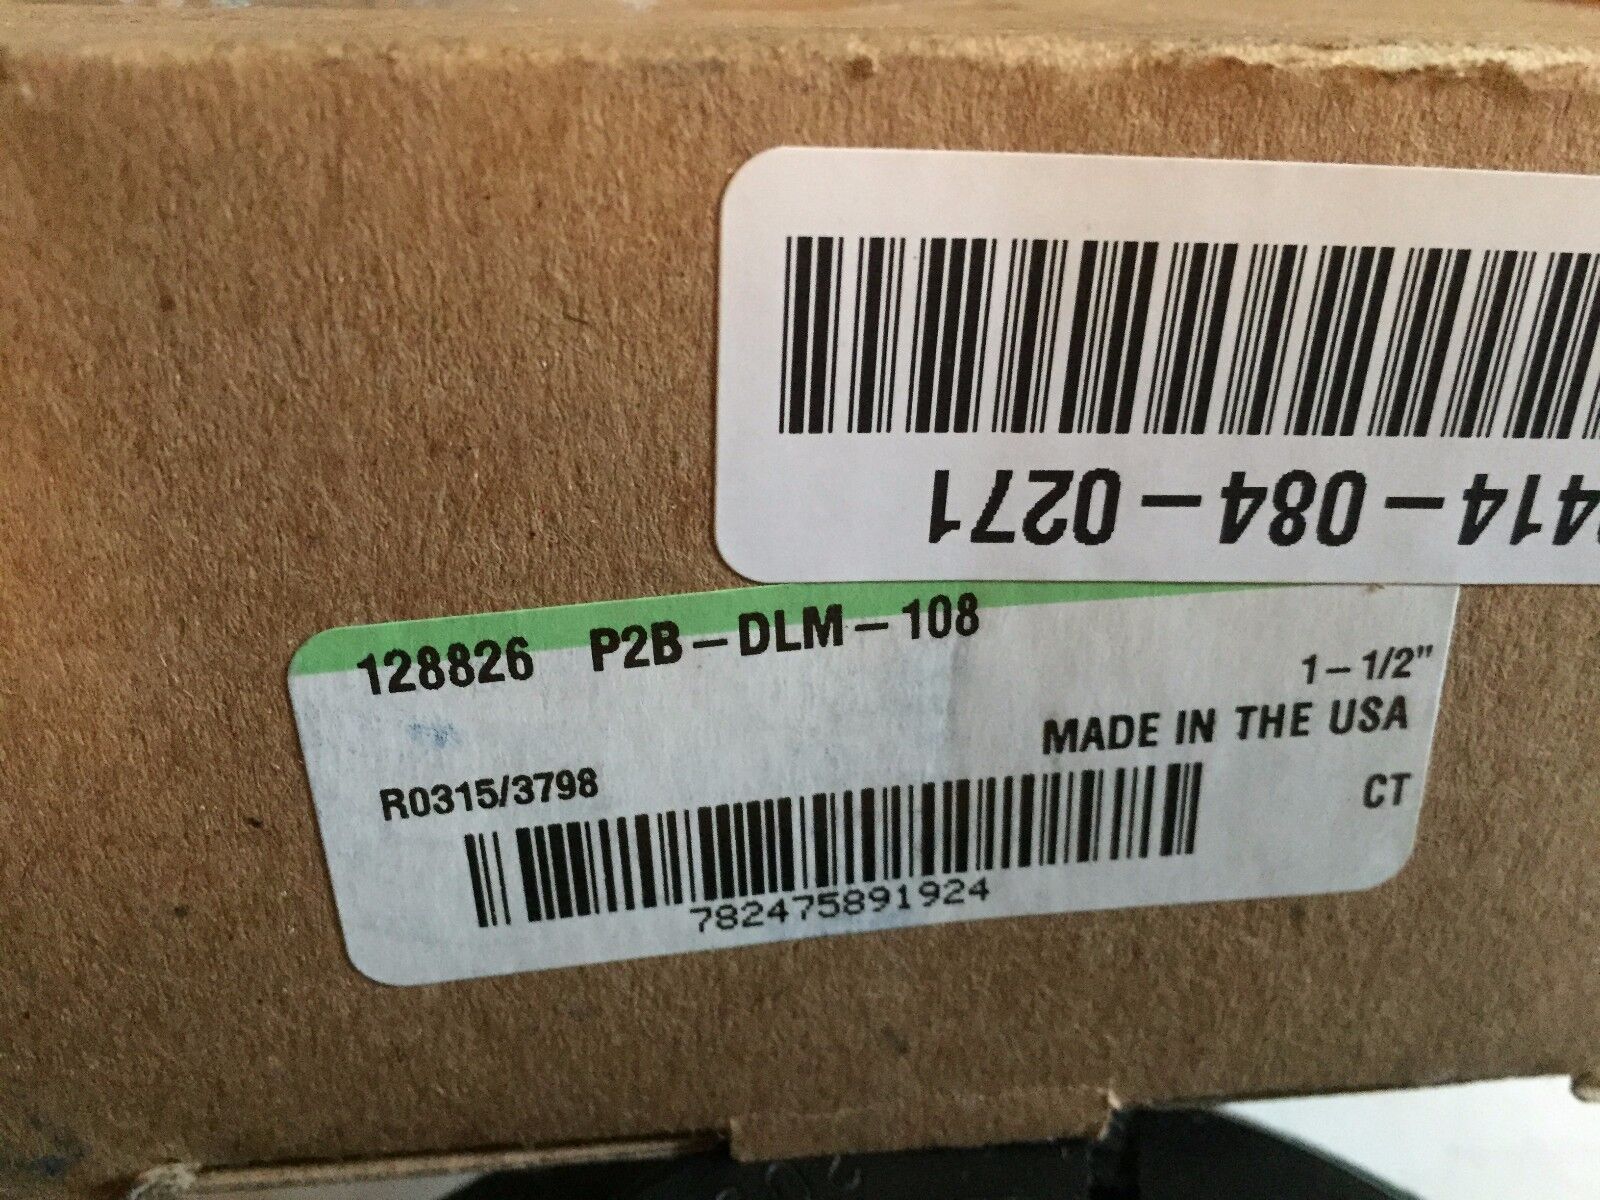 414-084-0271
128826 P2B-DLM-108
1-1/2"
MADE IN THE USA
R0315/3798
CT
782475891924